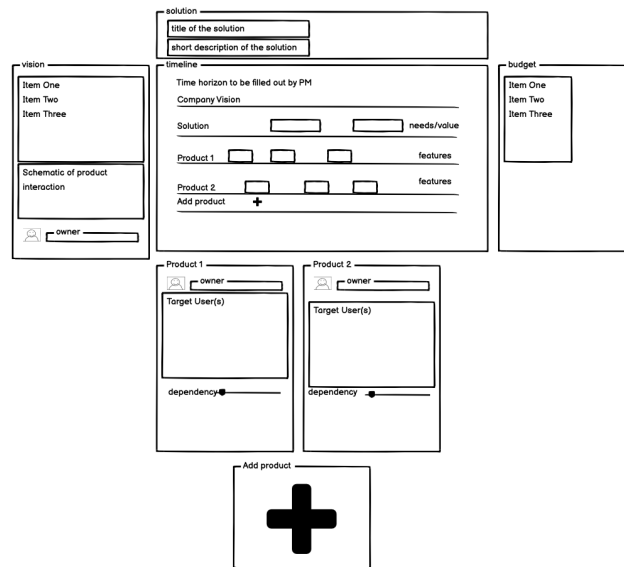 solution
title of the solution
short description of the solution
vision
Item One
Item Two
Item Three
Schematic of product
interaction
owner
timeline
Time horizon to be filled out by PM
Company Vision
Solution
needs/value
Product 1
features
Product 2
features
Add product
budget
Item One
Item Two
Item Three
Product 1
owner
Target User(s)
dependency
Product 2
owner
Target User(s)
dependency
Add product